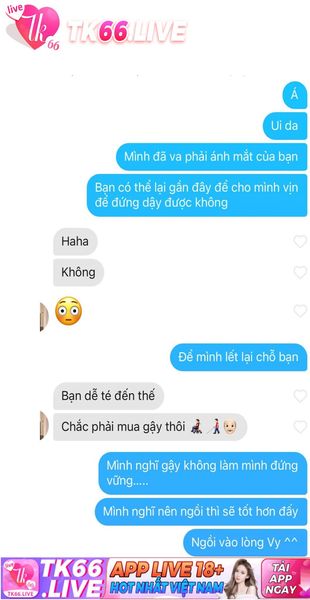 live
tk
66
TK66.LIVE
Á
Ui da
Mình đã va phải ánh mắt của bạn
Bạn có thể lại gần đây để cho mình vịn
để đứng dậy được không
Haha
Không
Để mình lết lại chỗ bạn
Bạn dễ té đến thế
Chắc phải mua gậy thôi
Mình nghĩ gậy không làm mình đứng
vững.....
Mình nghĩ nên ngồi thì sẽ tốt hơn đấy
Ngồi vào lòng Vy ^^
TK66
.LIVE
APP LIVE 18+
HOT NHẤT VIỆT NAM
TẢI
APP
NGAY
TK66.LIVE